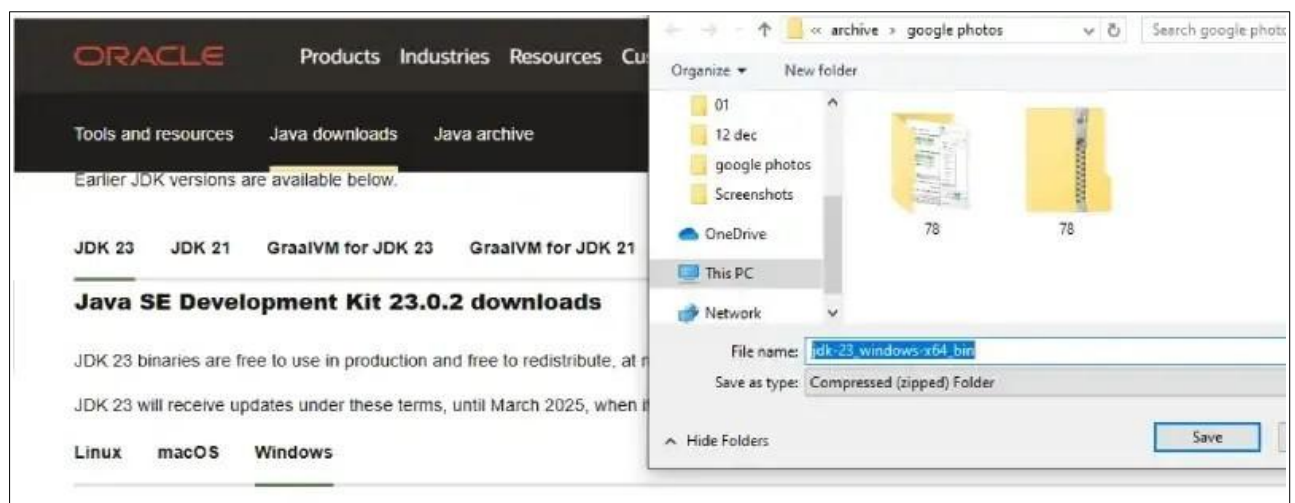 ORACLE
Products Industries Resources
Tools and resources Java downloads Java archive
Earlier JDK versions are available below.
JDK 23 JDK 21 GraalVM for JDK 23 GraalVM for JDK 21
Java SE Development Kit 23.0.2 downloads
JDK 23 binaries are free to use in production and free to redistribute, at
JDK 23 will receive updates under these terms, until March 2025, when
Linux macOS Windows
« archive > google photos
Search google photo
Organize New folder
01
12 dec
google photos
Screenshots
OneDrive
This PC
Network
78 78
File name: jdk-23_windows-x64_bin
Save as type: Compressed (zipped) Folder
Hide Folders
Save